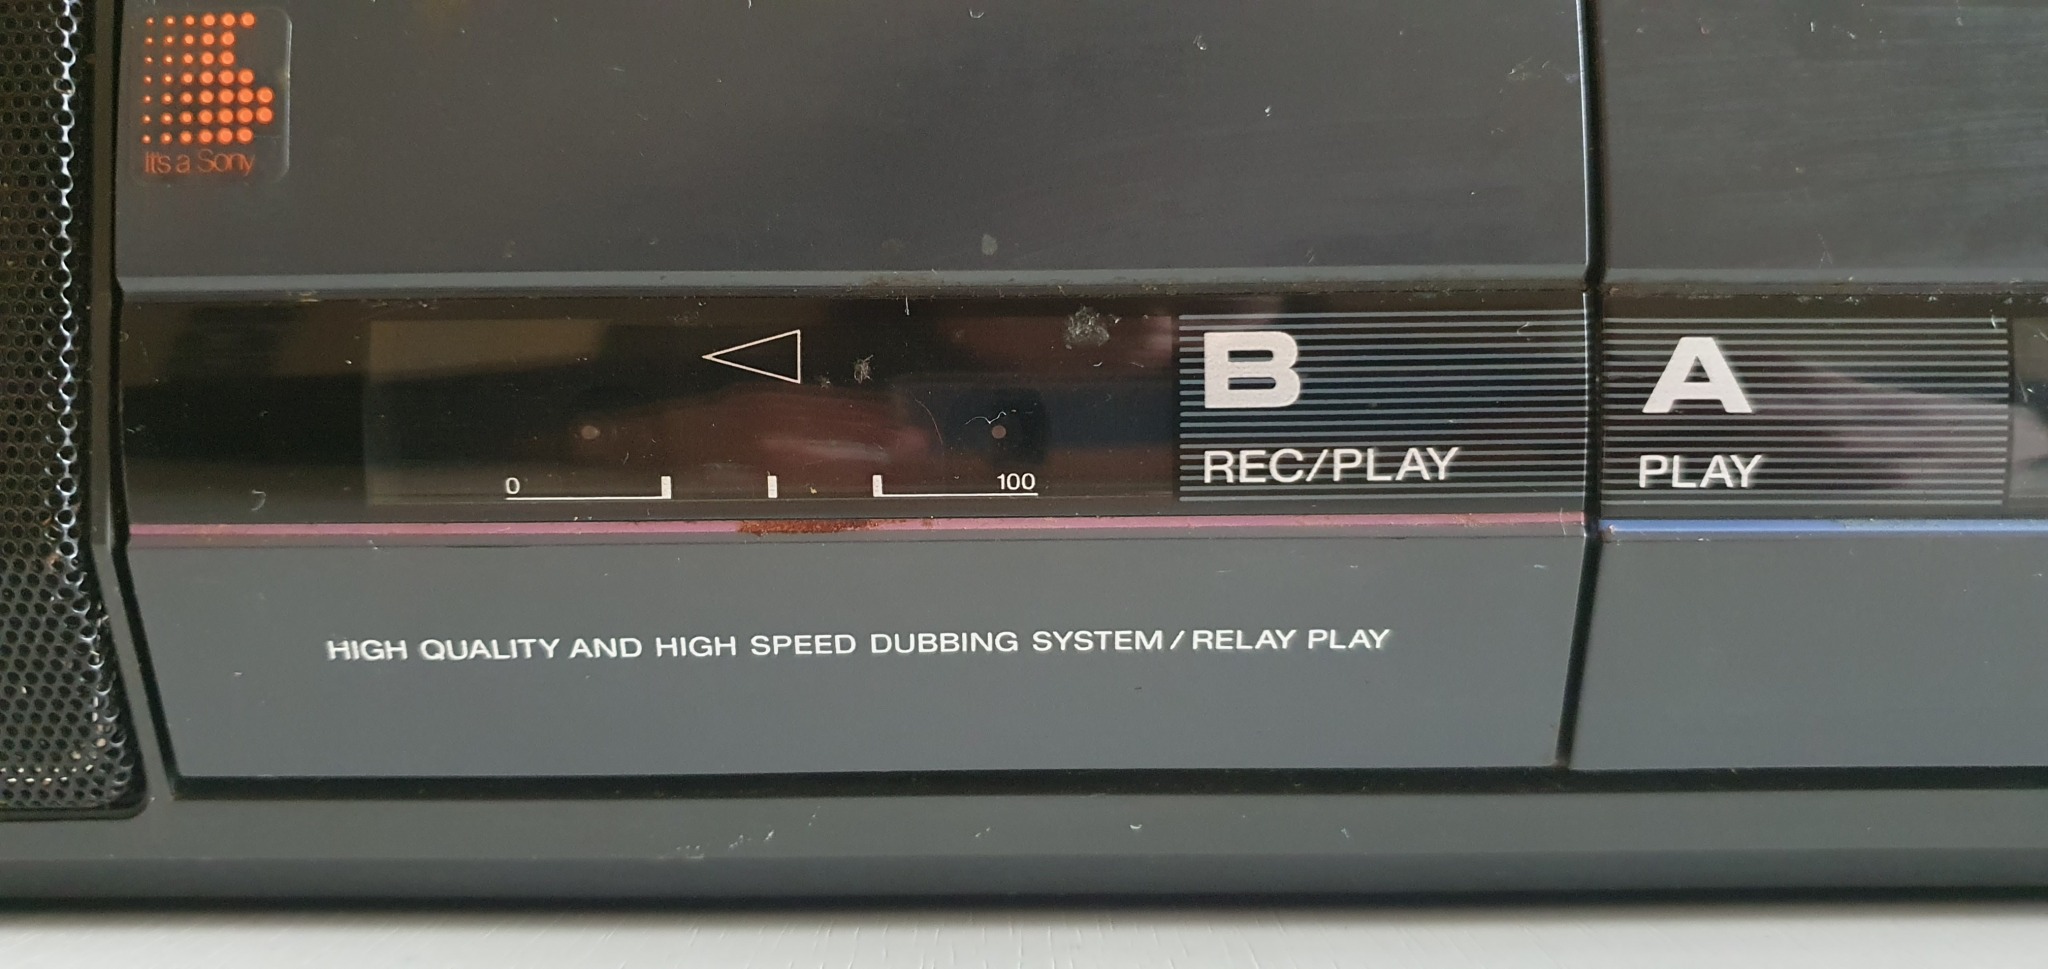 It's a Sony
B
REC/PLAY
A
PLAY
0
100
HIGH QUALITY AND HIGH SPEED DUBBING SYSTEM/RELAY PLAY